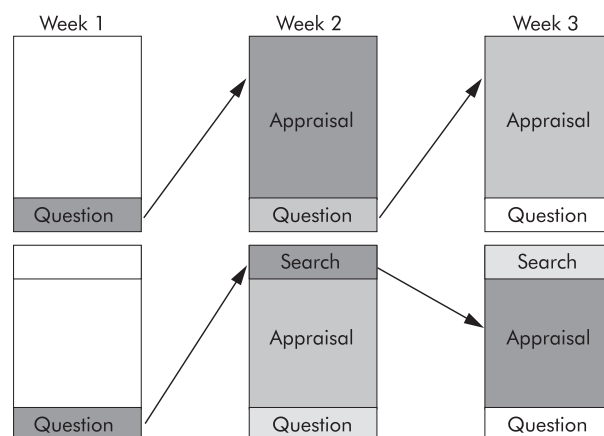 Week 1
Week 2
Week 3
Appraisal
Appraisal
Question
Question
Question
Search
Search
Appraisal
Appraisal
Question
Question
Question